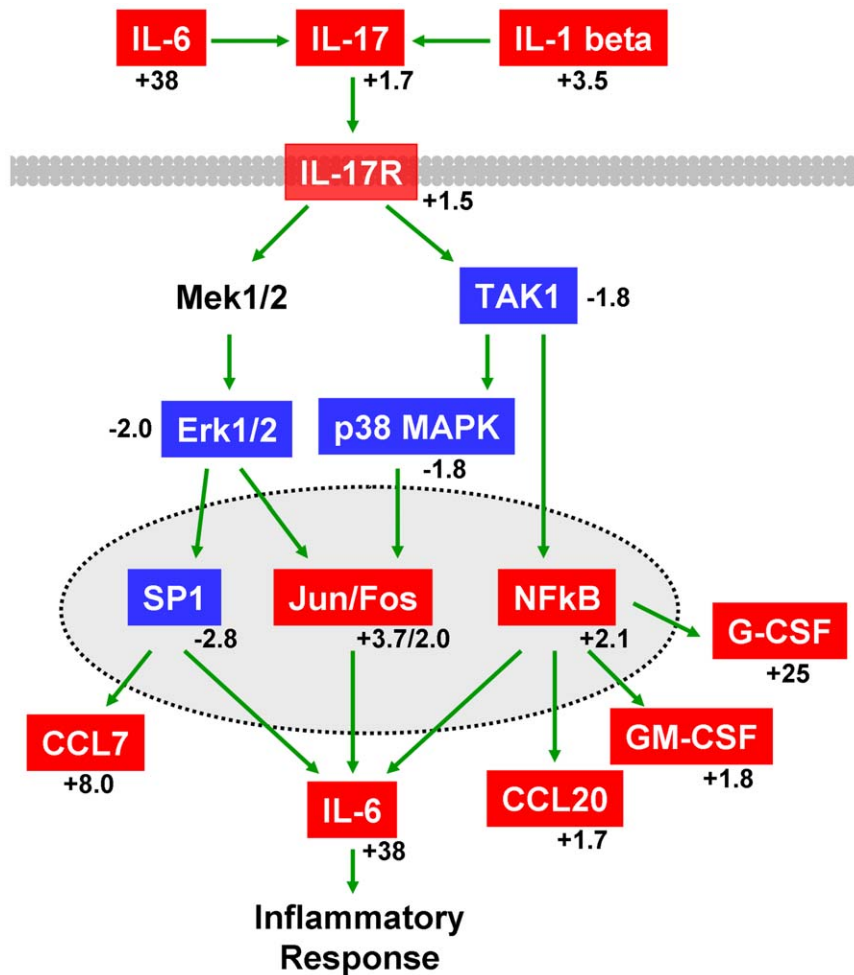 IL-6 IL-17 IL-1 beta
+38 +1.7 +3.5
IL-17R
+1.5
Mek1/2 TAK1 -1.8
-2.0 Erk1/2 p38 MAPK
-1.8
SP1 Jun/Fos NFkB
-2.8 +3.7/2.0 +2.1
G-CSF
+25
CCL7 GM-CSF
+8.0 +1.8
IL-6 CCL20
+38 +1.7
Inflammatory
Response